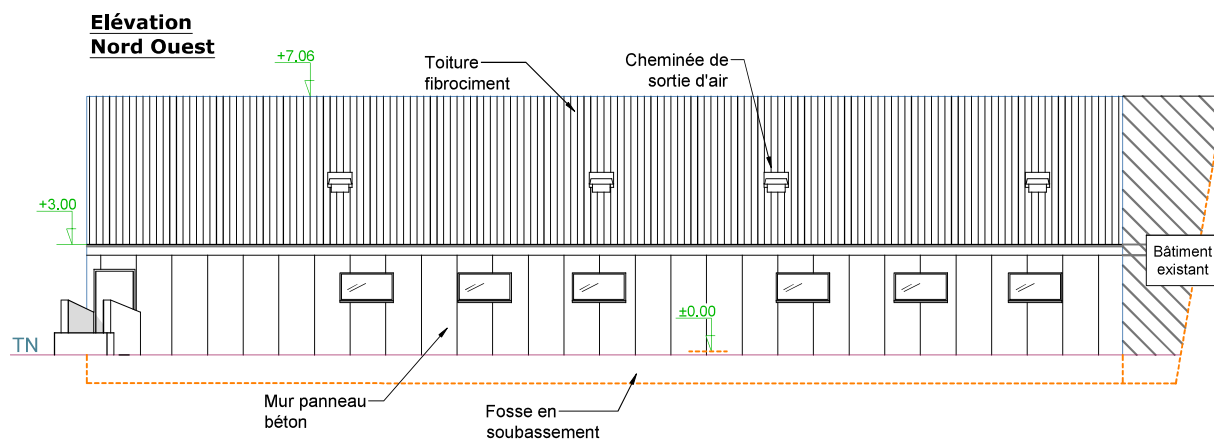 Elévation
Nord Ouest
+7.06
Toiture
fibrociment
Cheminée de
sortie d'air
+3.00
Bâtiment
existant
±0.00
TN
Mur panneau
béton
Fosse en
soubassement